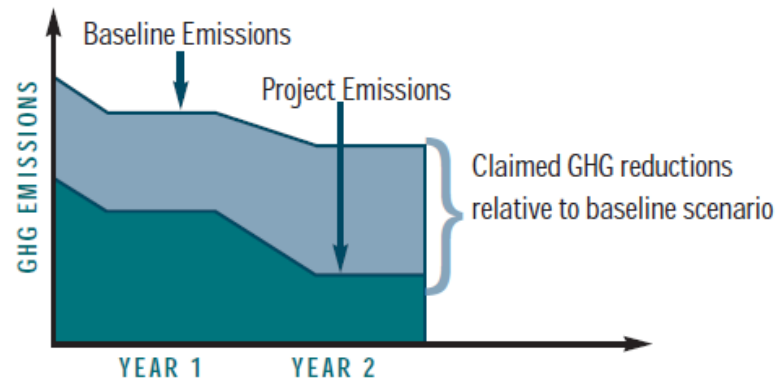 Baseline Emissions
Project Emissions
GHG EMISSIONS
Claimed GHG reductions
relative to baseline scenario
YEAR 1
YEAR 2